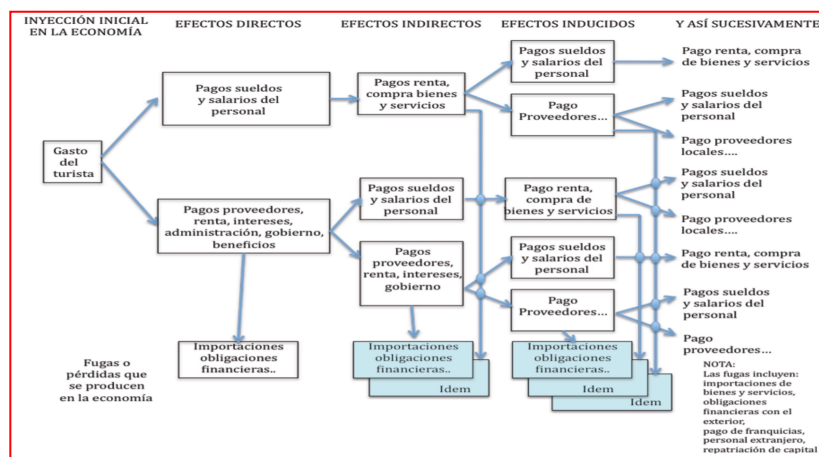 INYECCIÓN INICIAL
EN LA ECONOMÍA
EFECTOS DIRECTOS
EFECTOS INDIRECTOS
EFECTOS INDUCIDOS
Y ASÍ SUCESIVAMENTE
Gasto
del
turista
Pagos sueldos
y salarios del
personal
Pagos proveedores,
renta, intereses,
administración, gobierno,
beneficios
Importaciones
obligaciones
financieras..
Pagos renta,
compra bienes
y servicios
Pagos sueldos
y salarios del
personal
Pagos
proveedores,
renta, intereses,
gobierno
Importaciones
obligaciones
financieras..
Idem
Pagos sueldos
y salarios del
personal
Pago
Proveedores...
Pago renta,
compra de
bienes y servicios
Pagos sueldos
y salarios del
personal
Pago
Proveedores...
Importaciones
obligaciones
financieras..
Idem
Idem
Pago renta, compra
de bienes y servicios
Pagos sueldos
y salarios del
personal
Pago proveedores
locales....
Pagos sueldos
y salarios del
personal
Pago proveedores
locales....
Pago renta, compra
de bienes y servicios
Pagos sueldos
y salarios del
personal
Pago
proveedores...
Fugas o
pérdidas que
se producen
en la economía
NOTA:
Las fugas incluyen:
importaciones de
bienes y servicios,
obligaciones
financieras con el
exterior,
pago de franquicias,
personal extranjero,
repatriación de capital